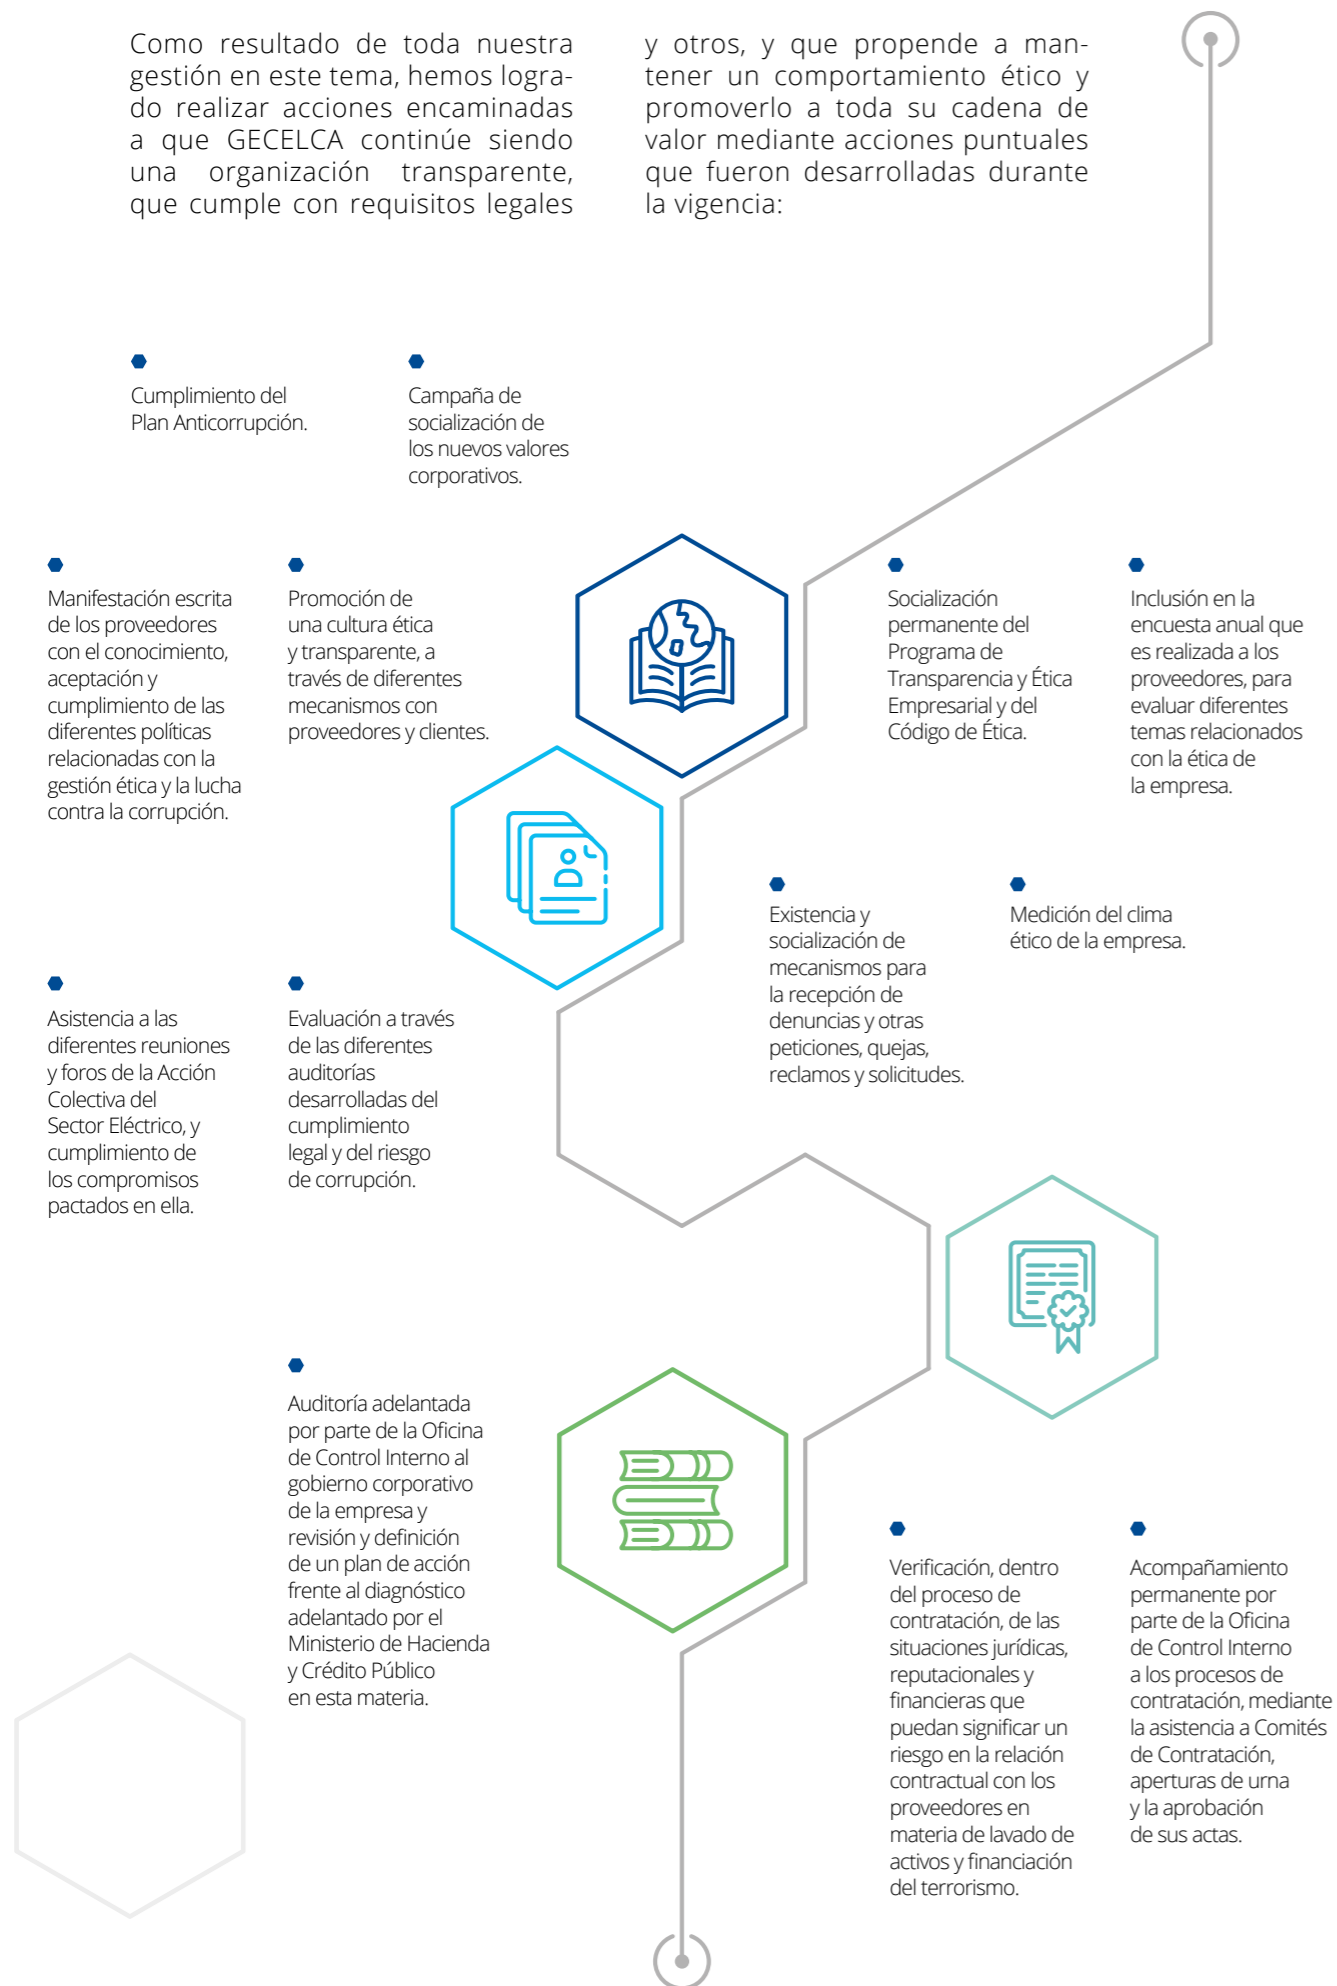 Como resultado de toda nuestra
gestión en este tema, hemos logra-
do realizar acciones encaminadas
a que GECELCA continúe siendo
una organización transparente,
que cumple con requisitos legales
y otros, y que propende a man-
tener un comportamiento ético y
promoverlo a toda su cadena de
valor mediante acciones puntuales
que fueron desarrolladas durante
la vigencia:
Cumplimiento del
Plan Anticorrupción.
Campaña de
socialización de
los nuevos valores
corporativos.
Manifestación escrita
de los proveedores
con el conocimiento,
aceptación y
cumplimiento de las
diferentes políticas
relacionadas con la
gestión ética y la lucha
contra la corrupción.
Promoción de
una cultura ética
y transparente, a
través de diferentes
mecanismos con
proveedores y clientes.
Socialización
permanente del
Programa de
Transparencia y Ética
Empresarial y del
Código de Ética.
Inclusión en la
encuesta anual que
es realizada a los
proveedores, para
evaluar diferentes
temas relacionados
con la ética de
la empresa.
Existencia y
socialización de
mecanismos para
la recepción de
denuncias y otras
peticiones, quejas,
reclamos y solicitudes.
Medición del clima
ético de la empresa.
Asistencia a las
diferentes reuniones
y foros de la Acción
Colectiva del
Sector Eléctrico, y
cumplimiento de
los compromisos
pactados en ella.
Evaluación a través
de las diferentes
auditorías
desarrolladas del
cumplimiento
legal y del riesgo
de corrupción.
Auditoría adelantada
por parte de la Oficina
de Control Interno al
gobierno corporativo
de la empresa y
revisión y definición
de un plan de acción
frente al diagnóstico
adelantado por el
Ministerio de Hacienda
y Crédito Público
en esta materia.
Verificación, dentro
del proceso de
contratación, de las
situaciones jurídicas,
reputacionales y
financieras que
puedan significar un
riesgo en la relación
contractual con los
proveedores en
materia de lavado de
activos y financiación
del terrorismo.
Acompañamiento
permanente por
parte de la Oficina
de Control Interno
a los procesos de
contratación, mediante
la asistencia a Comités
de Contratación,
aperturas de urna
y la aprobación
de sus actas.